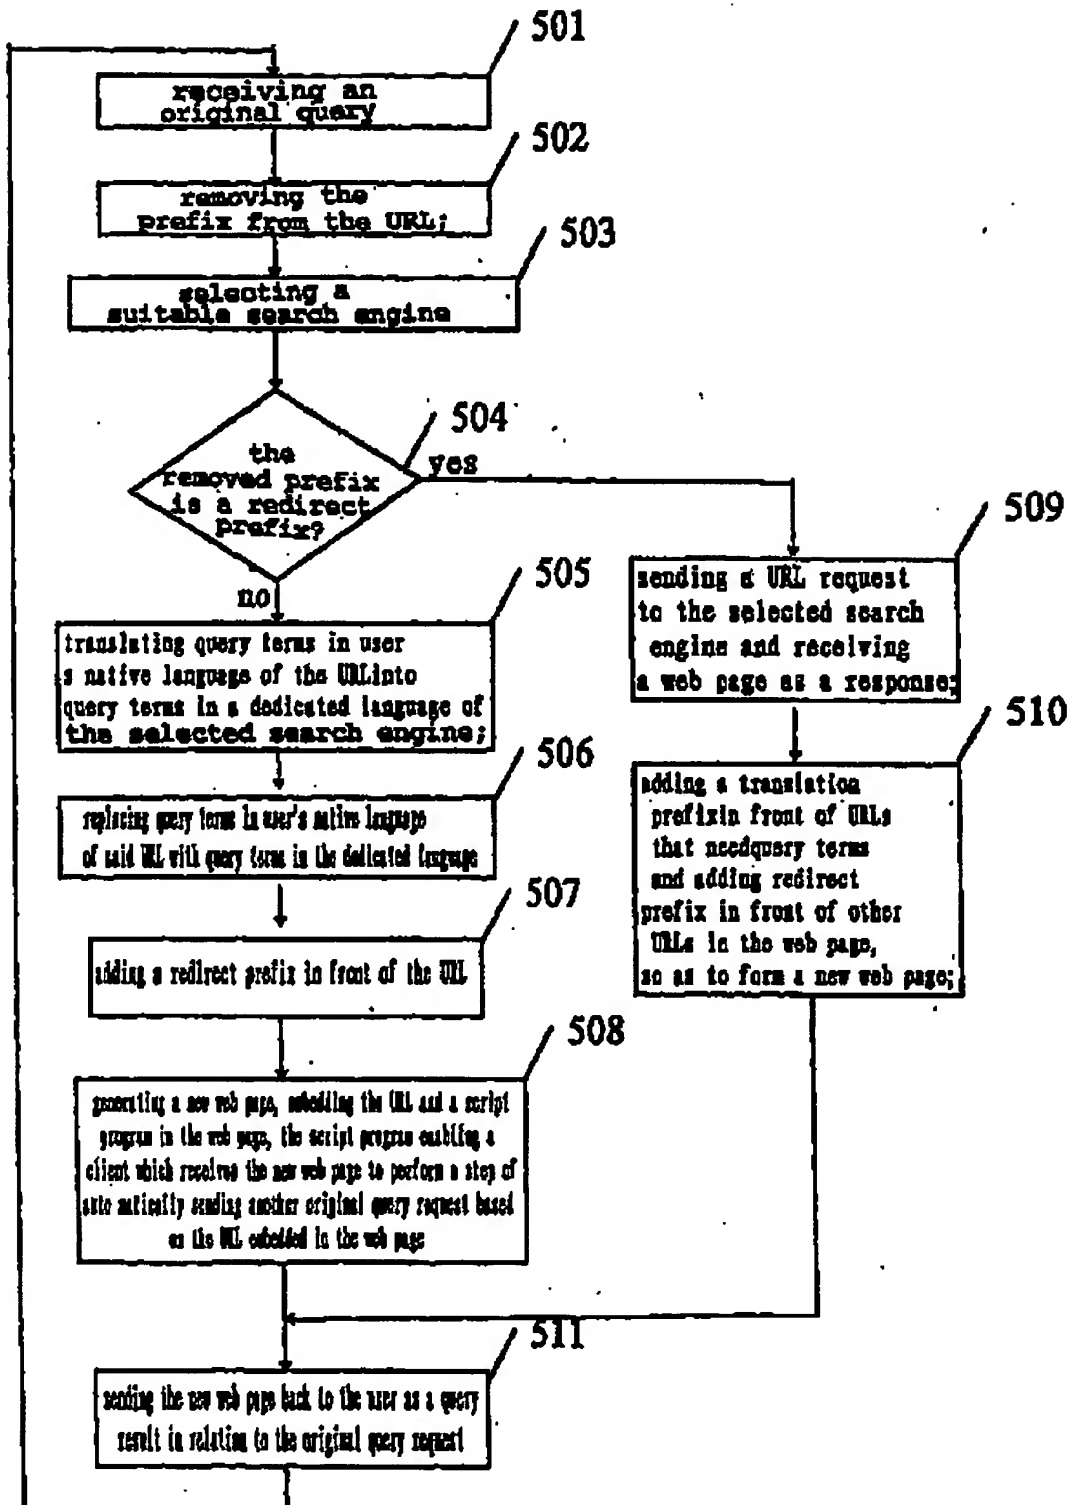 501
receiving an
original query
502
removing the
prefix from the URL;
503
selecting a
suitable search engine
504
the
removed prefix
is a redirect
prefix?
yes
no
505
translating query terms in user
s native language of the URLinto
query terms in a dedicated language of
the selected search engine;
506
replacing query terms in user's native language
of said URL with query terms in the dedicated language
507
adding a redirect prefix in front of the URL
508
generating a new web page, embedding the URL and a script
program in the web page, the script program enabling a
client which receives the new web page to perform a step of
auto matically sending another original query request based
on the URL embedded in the web page
509
sending a URL request
to the selected search
engine and receiving
a web page as a response;
510
adding a translation
prefixin front of URLs
that needquery terms
and adding redirect
prefix in front of other
URLs in the web page,
so as to form a new web page;
511
sending the new web page back to the user as a query
result in relation to the original query request